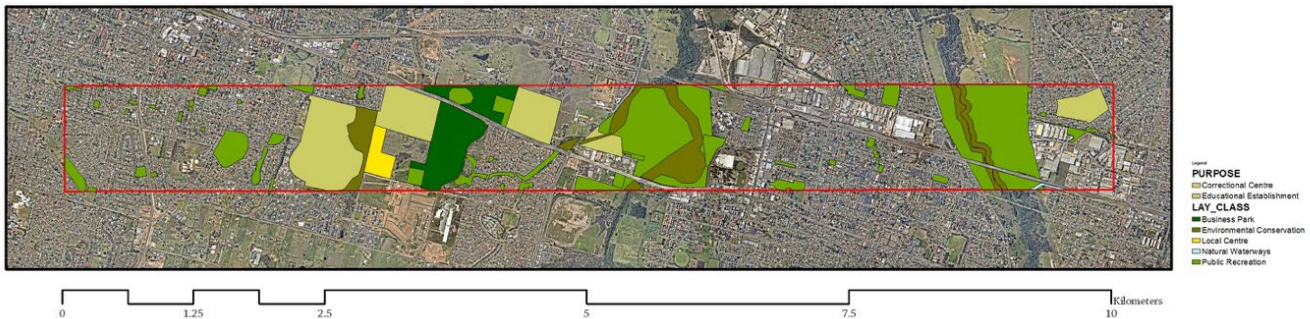 Legend
PURPOSE
Correctional Centre
Educational Establishment
LAY_CLASS
Business Park
Environmental Conservation
Local Centre
Natural Waterways
Public Recreation
Kilometers
0 1.25 2.5 5 7.5 10